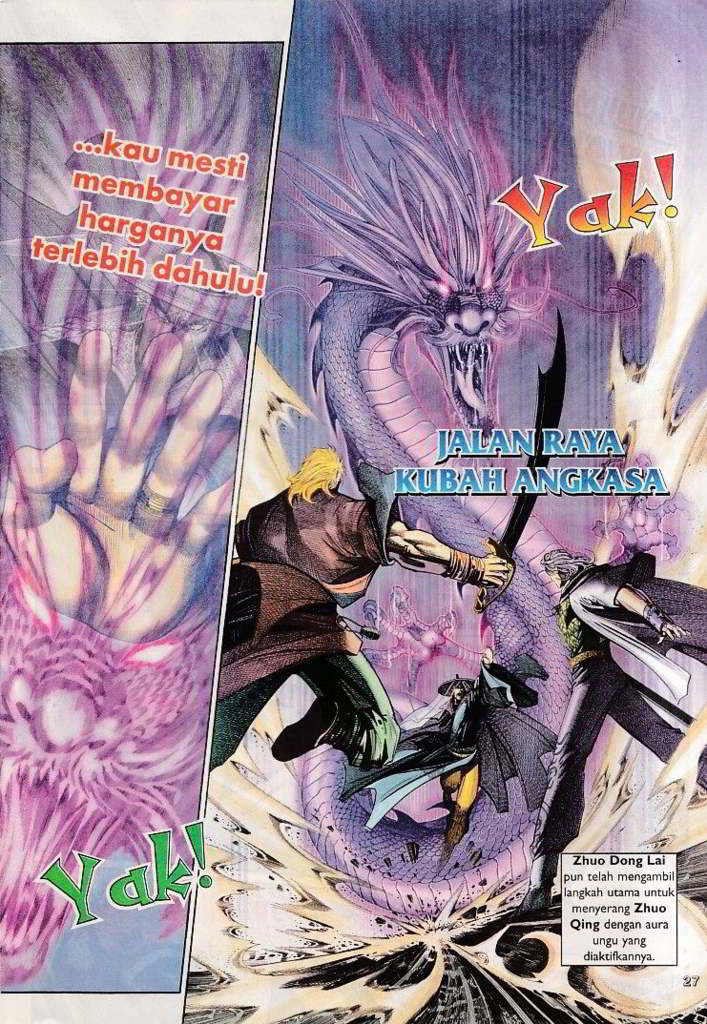 ...kau mesti
membayar
harganya
terlebih dahulu!
Yak!
Yak!
JALAN RAYA
KUBAH ANGKASA
Zhuo Dong Lai
pun telah mengambil
langkah utama untuk
menyerang Zhuo
Qing dengan aura
ungu yang
diaktifkannya.
27